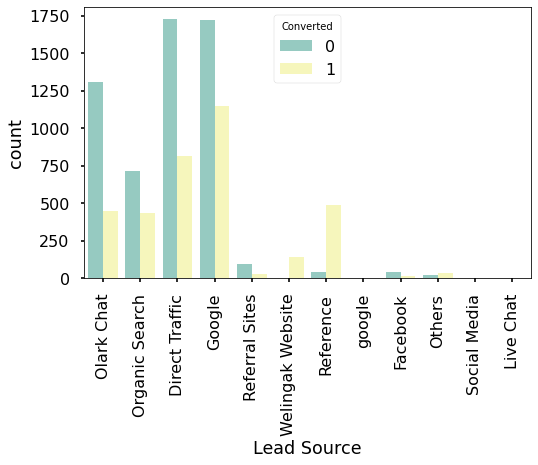 1750
1500
1250
1000
750
500
250
0
count
Converted
0
1
Olark Chat
Organic Search
Direct Traffic
Google
Referral Sites
Welingak Website
Reference
google
Facebook
Others
Social Media
Live Chat
Lead Source